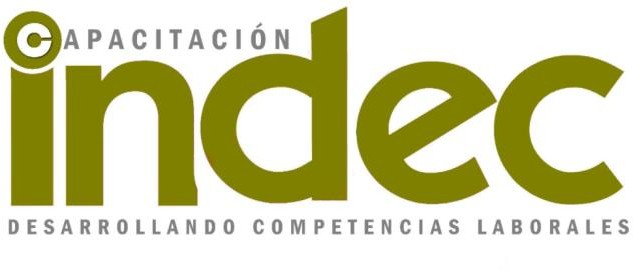 CAPACITACIÓN
indec
DESARROLLANDO COMPETENCIAS LABORALES